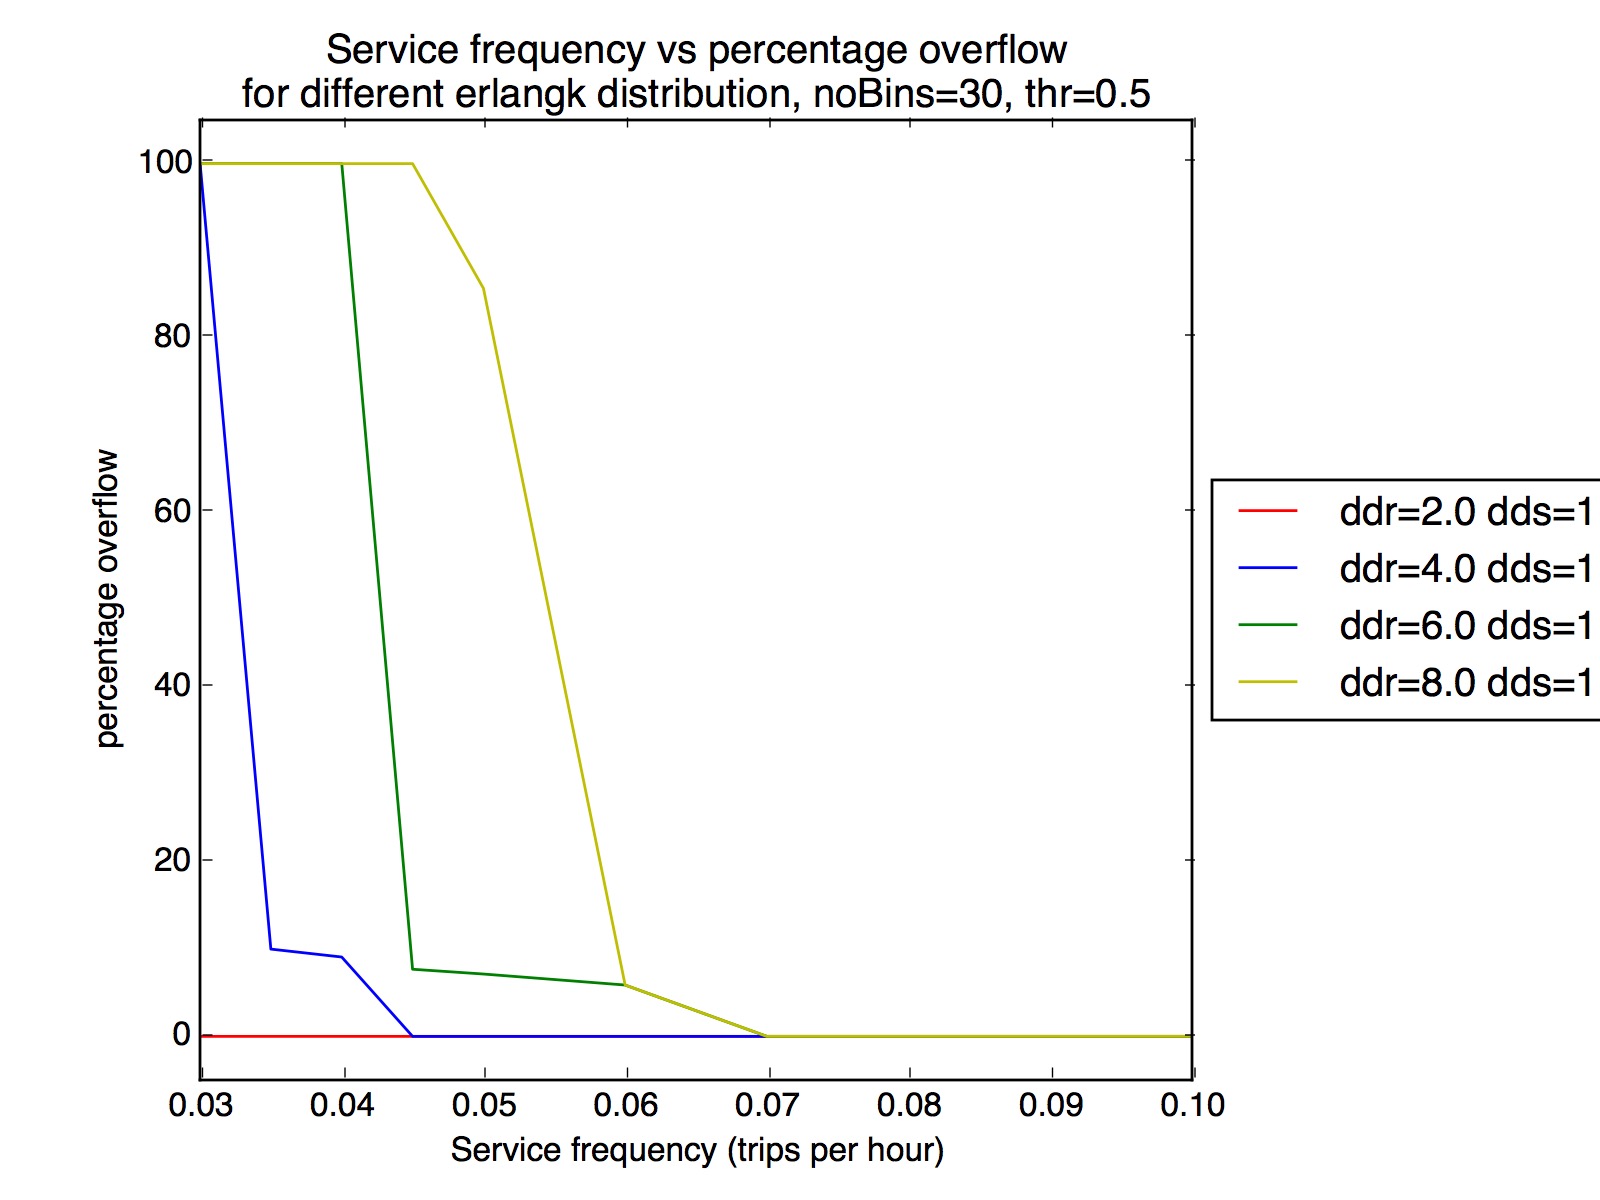 Service frequency vs percentage overflow
for different erlangk distribution, noBins=30, thr=0.5
100
80
60
40
20
0
percentage overflow
0.03 0.04 0.05 0.06 0.07 0.08 0.09 0.10
Service frequency (trips per hour)
ddr=2.0 dds=1
ddr=4.0 dds=1
ddr=6.0 dds=1
ddr=8.0 dds=1